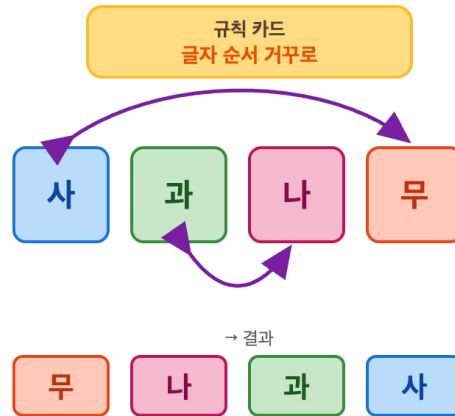 규칙 카드
글자 순서 거꾸로
사 과 나 무
→ 결과
무 나 과 사